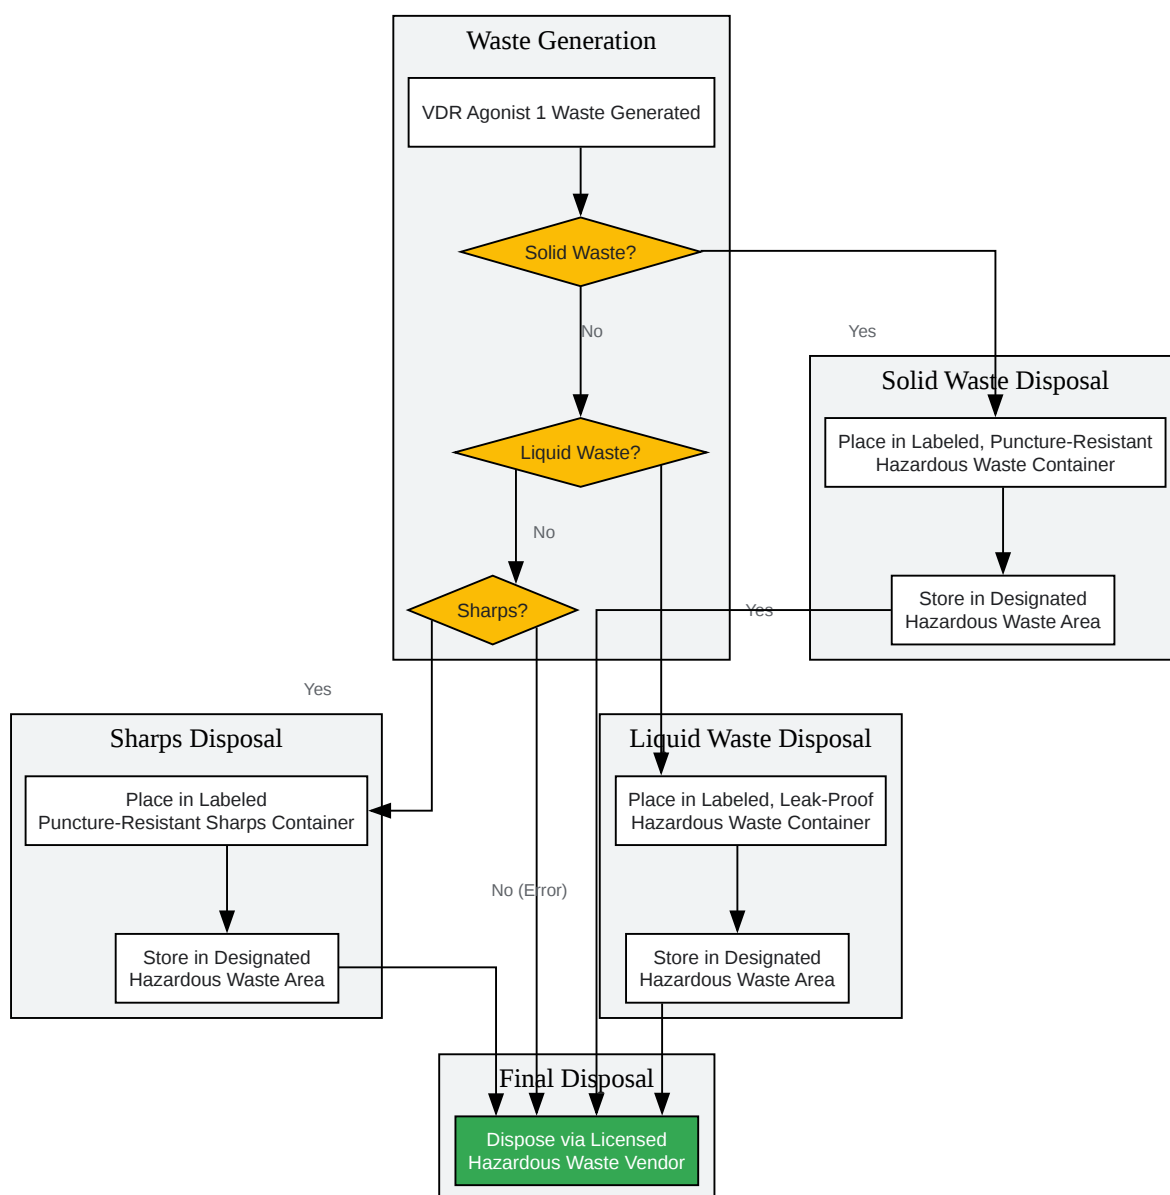 Waste Generation
VDR Agonist 1 Waste Generated
Solid Waste?
No
Yes
Solid Waste Disposal
Place in Labeled, Puncture-Resistant
Hazardous Waste Container
Liquid Waste?
No
Store in Designated
Hazardous Waste Area
Sharps?
Yes
Yes
Sharps Disposal
Place in Labeled
Puncture-Resistant Sharps Container
Liquid Waste Disposal
Place in Labeled, Leak-Proof
Hazardous Waste Container
No (Error)
Store in Designated
Hazardous Waste Area
Store in Designated
Hazardous Waste Area
Final Disposal
Dispose via Licensed
Hazardous Waste Vendor